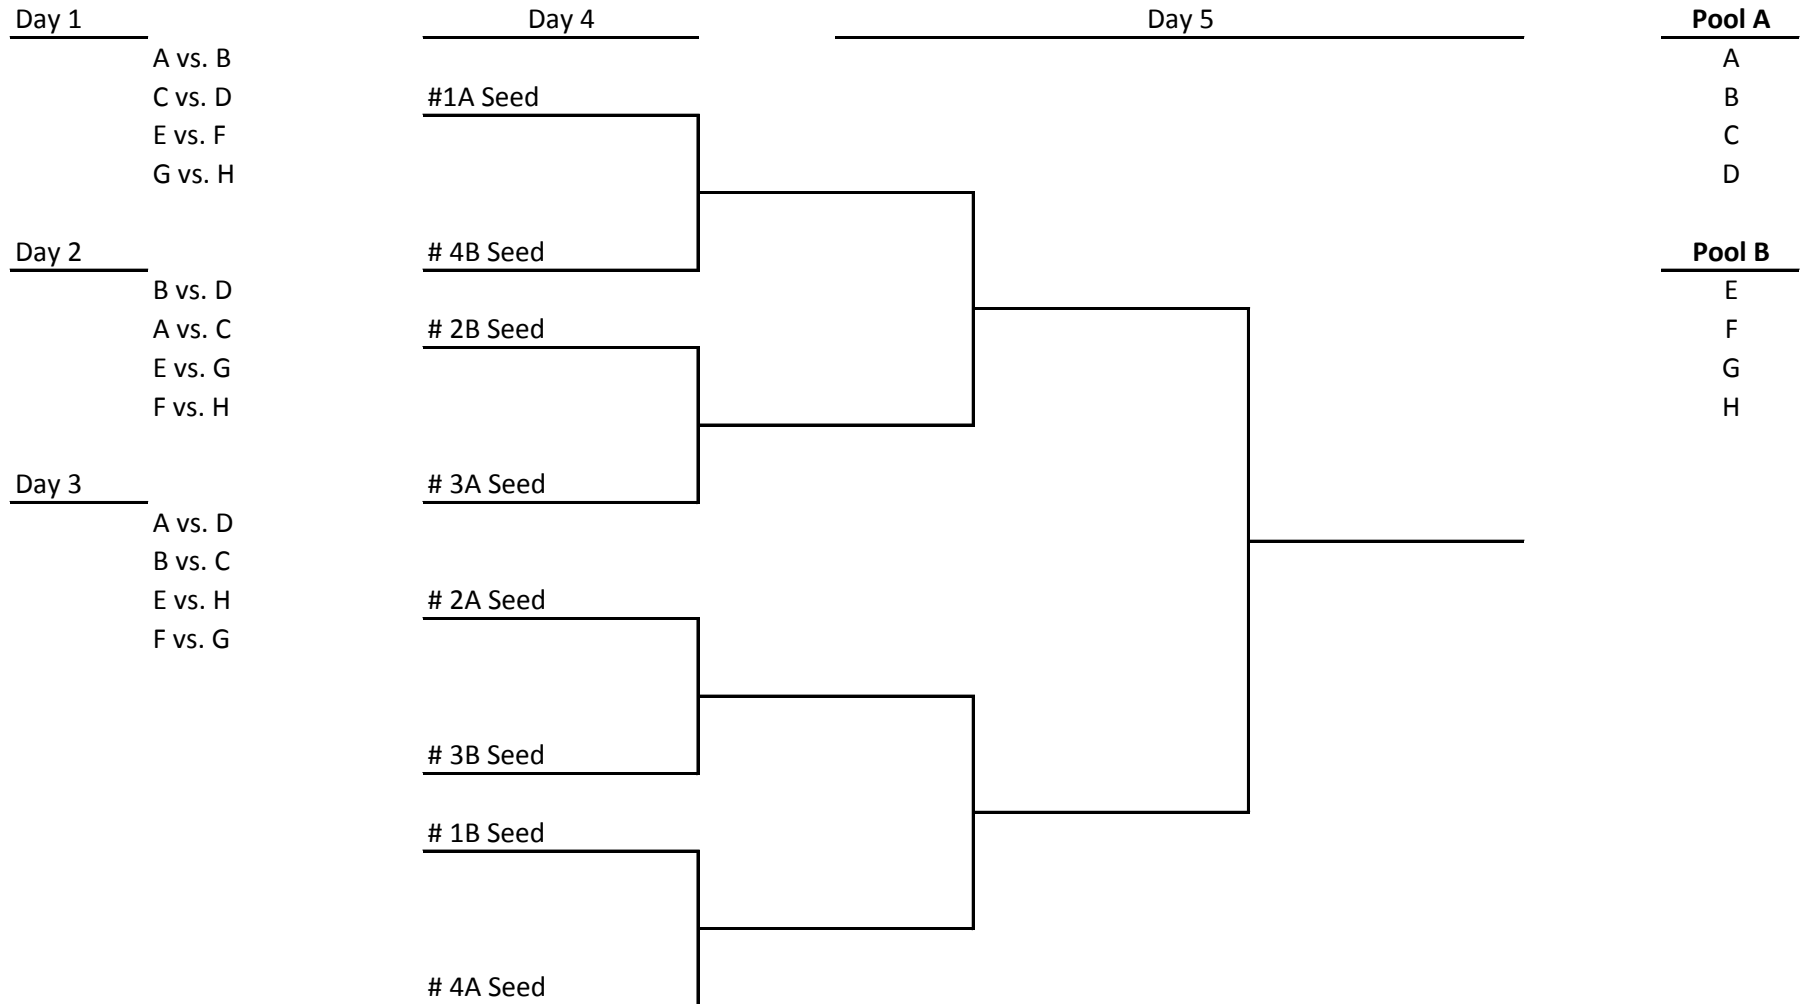 Day 1
A vs. B
C vs. D
E vs. F
G vs. H
Day 2
B vs. D
A vs. C
E vs. G
F vs. H
Day 3
A vs. D
B vs. C
E vs. H
F vs. G
Day 4
#1A Seed
# 4B Seed
# 2B Seed
# 3A Seed
# 2A Seed
# 3B Seed
# 1B Seed
# 4A Seed
Day 5
Pool A
A
B
C
D
Pool B
E
F
G
H